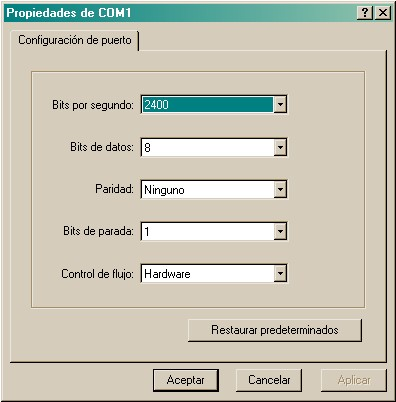 Propiedades de COM1
Configuración de puerto
Bits por segundo: 2400
Bits de datos: 8
Paridad: Ninguno
Bits de parada: 1
Control de flujo: Hardware
Restaurar predeterminados
Aceptar Cancelar Aplicar